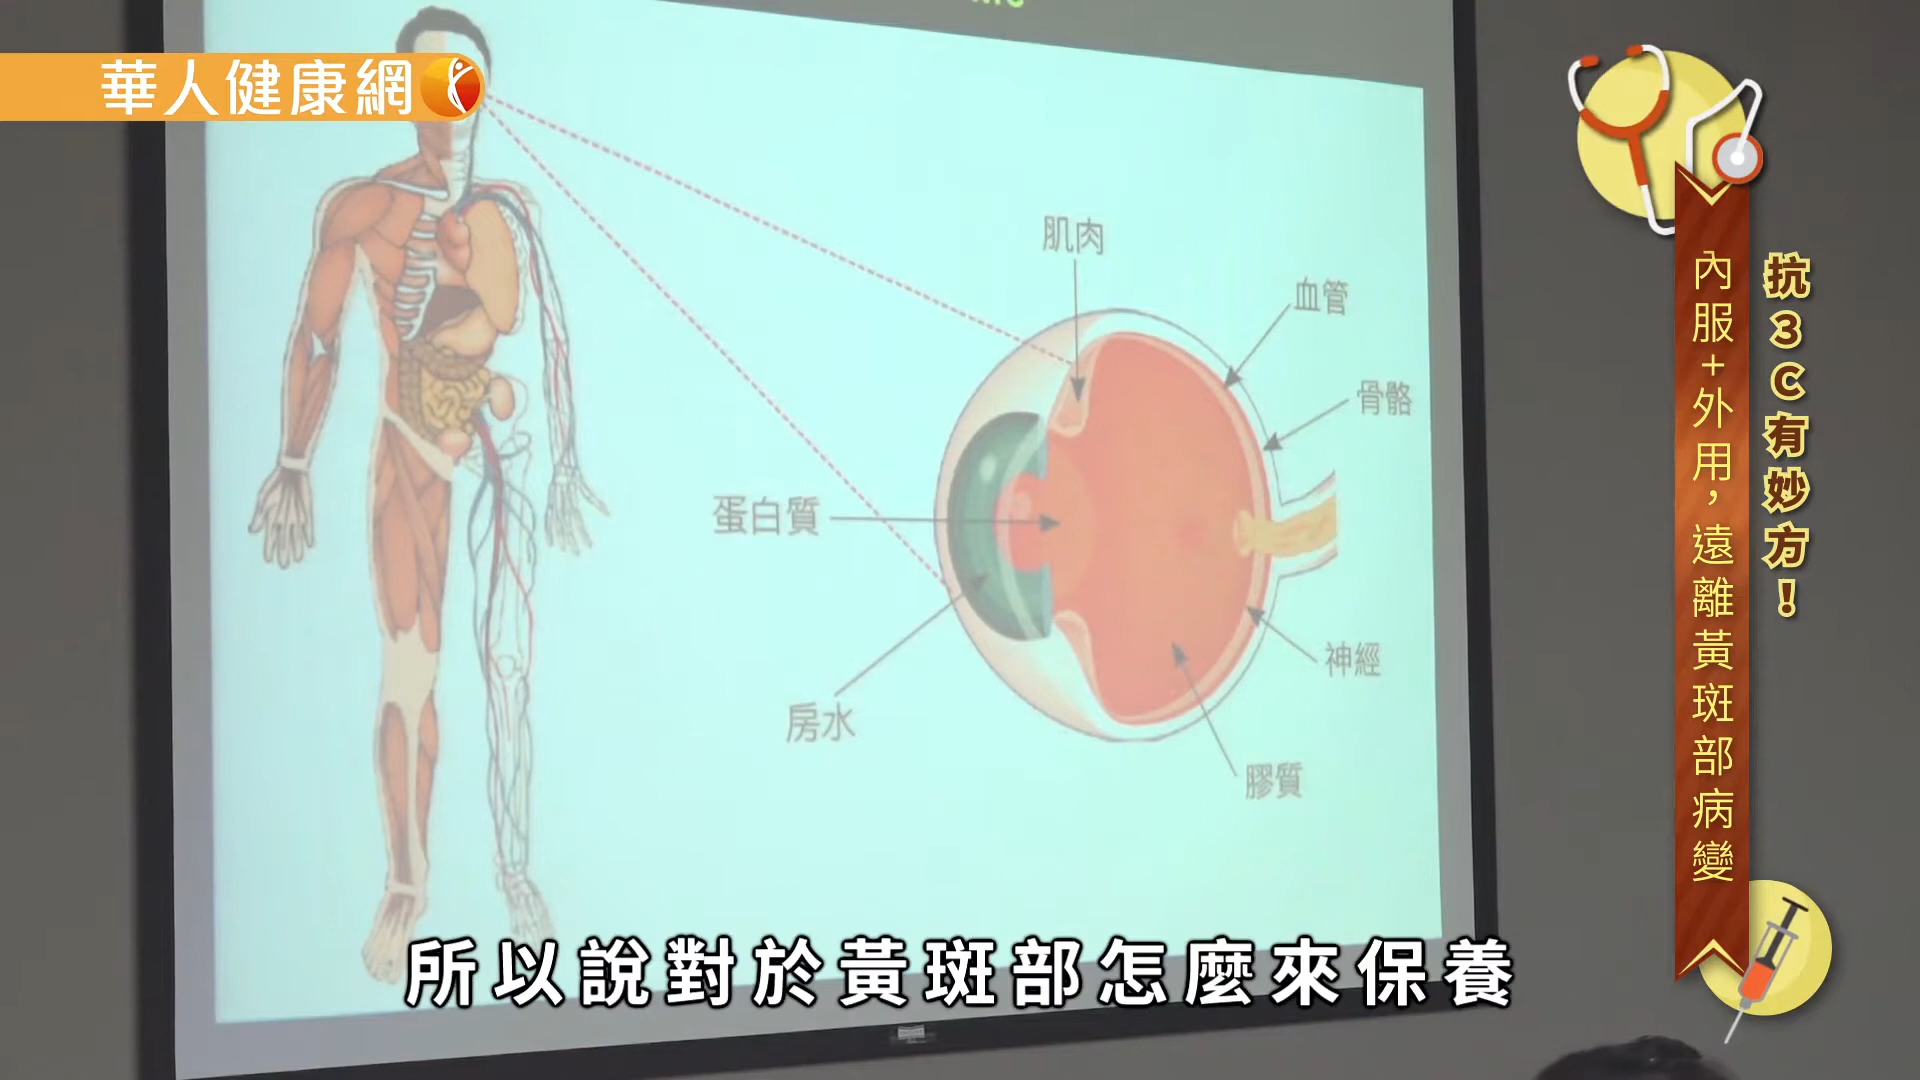 華人健康網
肌肉
血管
骨骼
蛋白質
房水
神經
膠質
抗3C有妙方！
內服+外用，遠離黃斑部病變
所以說對於黃斑部怎麼來保養